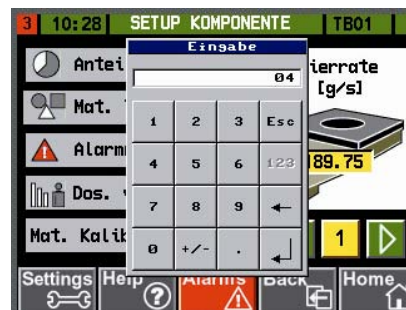 3 10:28 SETUP KOMPONENTE TB01
Eingabe
04
Antei
ierrate
[g/s]
Mat.
1 2 3 Esc
Alarm
4 5 6 123
189.75
Dos.
7 8 9
Mat. Kalib
0 +/- .
1
Settings Help Alarms Back Home